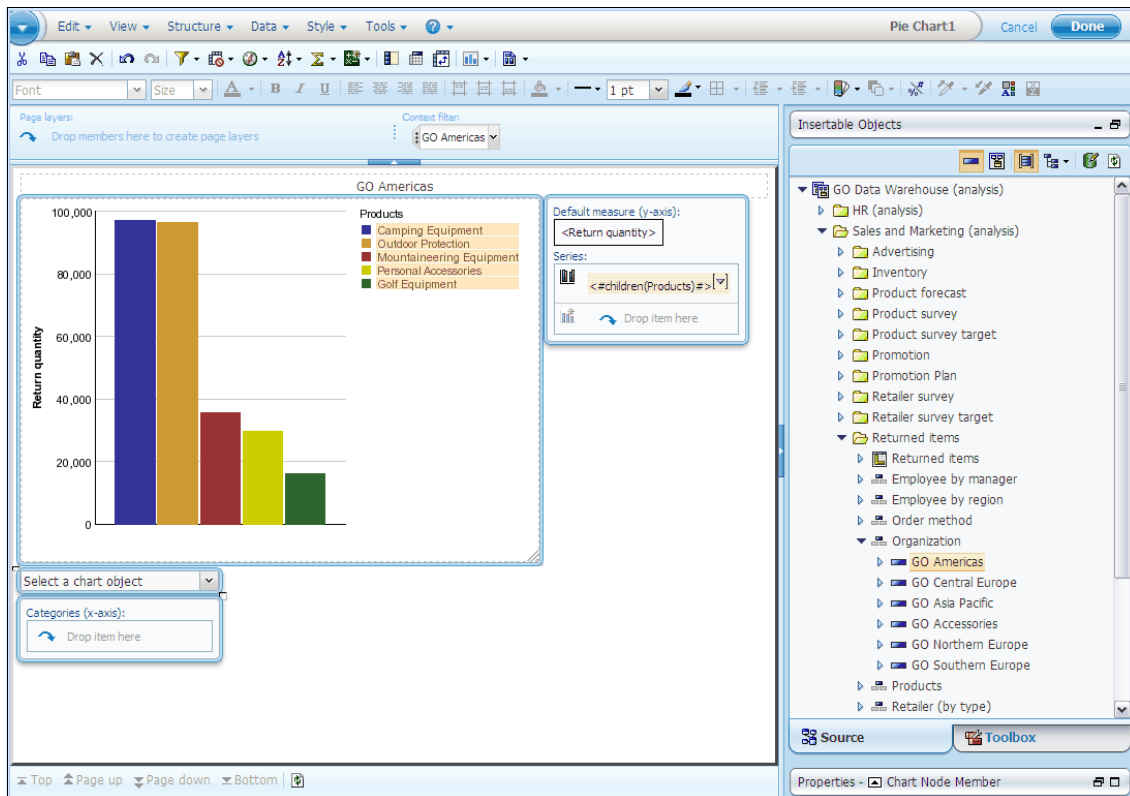 Edit View Structure Data Style Tools ? Pie Chart1 Cancel Done
Font Size A B I U 1 pt
Page layers: Context filter:
Drop members here to create page layers GO Americas
GO Americas
100,000
80,000
60,000
40,000
20,000
0
Return quantity
Products
Camping Equipment
Outdoor Protection
Mountaineering Equipment
Personal Accessories
Golf Equipment
Default measure (y-axis):
<Return quantity>
Series:
<#children(Products)#>
Drop item here
Select a chart object
Categories (x-axis):
Drop item here
Top Page up Page down Bottom
Insertable Objects
GO Data Warehouse (analysis)
HR (analysis)
Sales and Marketing (analysis)
Advertising
Inventory
Product forecast
Product survey
Product survey target
Promotion
Promotion Plan
Retailer survey
Retailer survey target
Returned items
Returned items
Employee by manager
Employee by region
Order method
Organization
GO Americas
GO Central Europe
GO Asia Pacific
GO Accessories
GO Northern Europe
GO Southern Europe
Products
Retailer (by type)
Source Toolbox
Properties - Chart Node Member